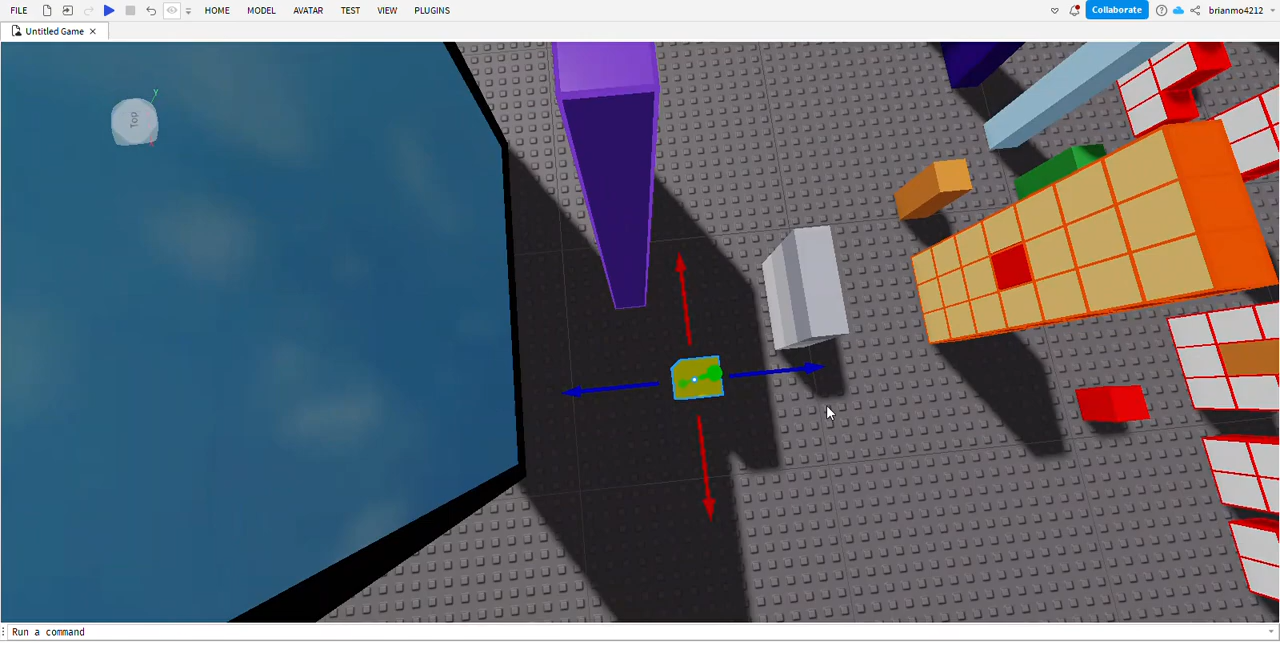 FILE HOME MODEL AVATAR TEST VIEW PLUGINS Collaborate brianmo4212
Untitled Game
y
Top
Run a command